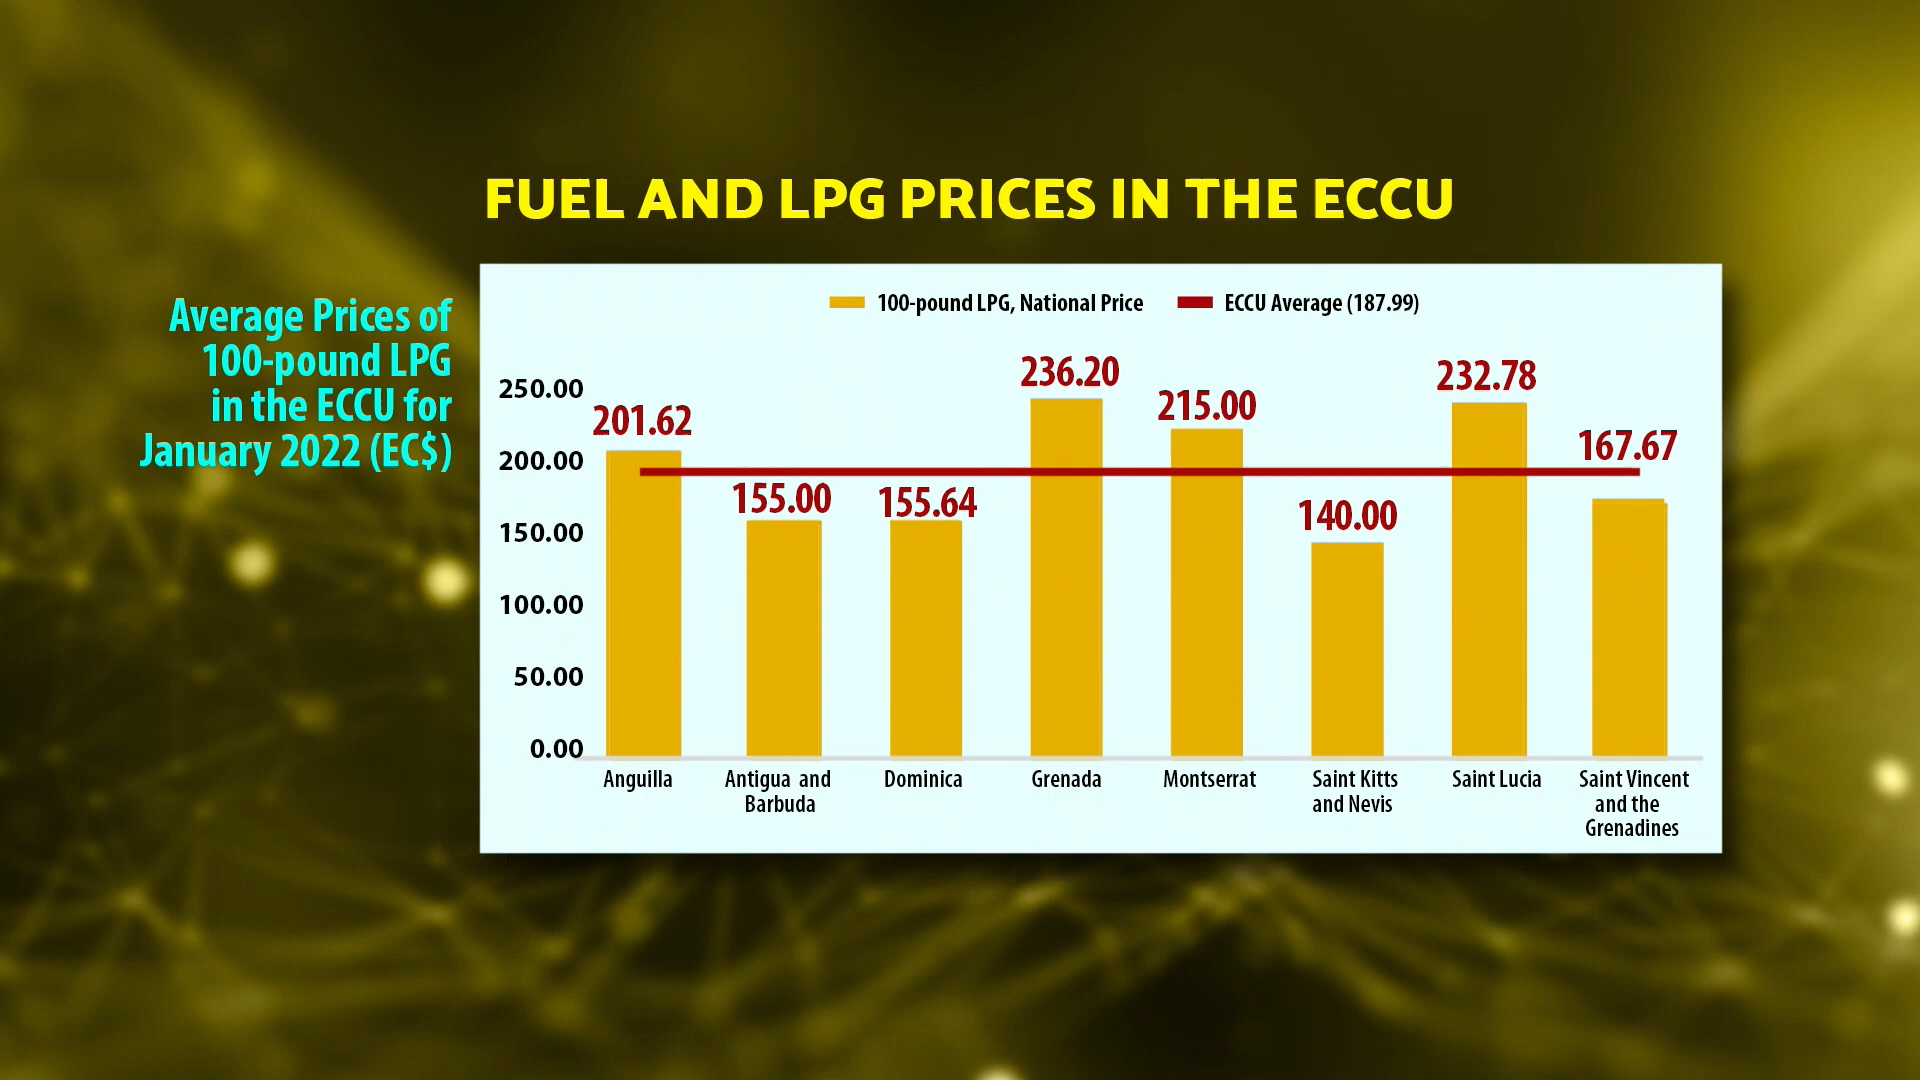 FUEL AND LPG PRICES IN THE ECCU
Average Prices of
100-pound LPG
in the ECCU for
January 2022 (EC$)
100-pound LPG, National Price
ECCU Average (187.99)
250.00
200.00
150.00
100.00
50.00
0.00
201.62
155.00
155.64
236.20
215.00
140.00
232.78
167.67
Anguilla
Antigua and
Barbuda
Dominica
Grenada
Montserrat
Saint Kitts
and Nevis
Saint Lucia
Saint Vincent
and the
Grenadines